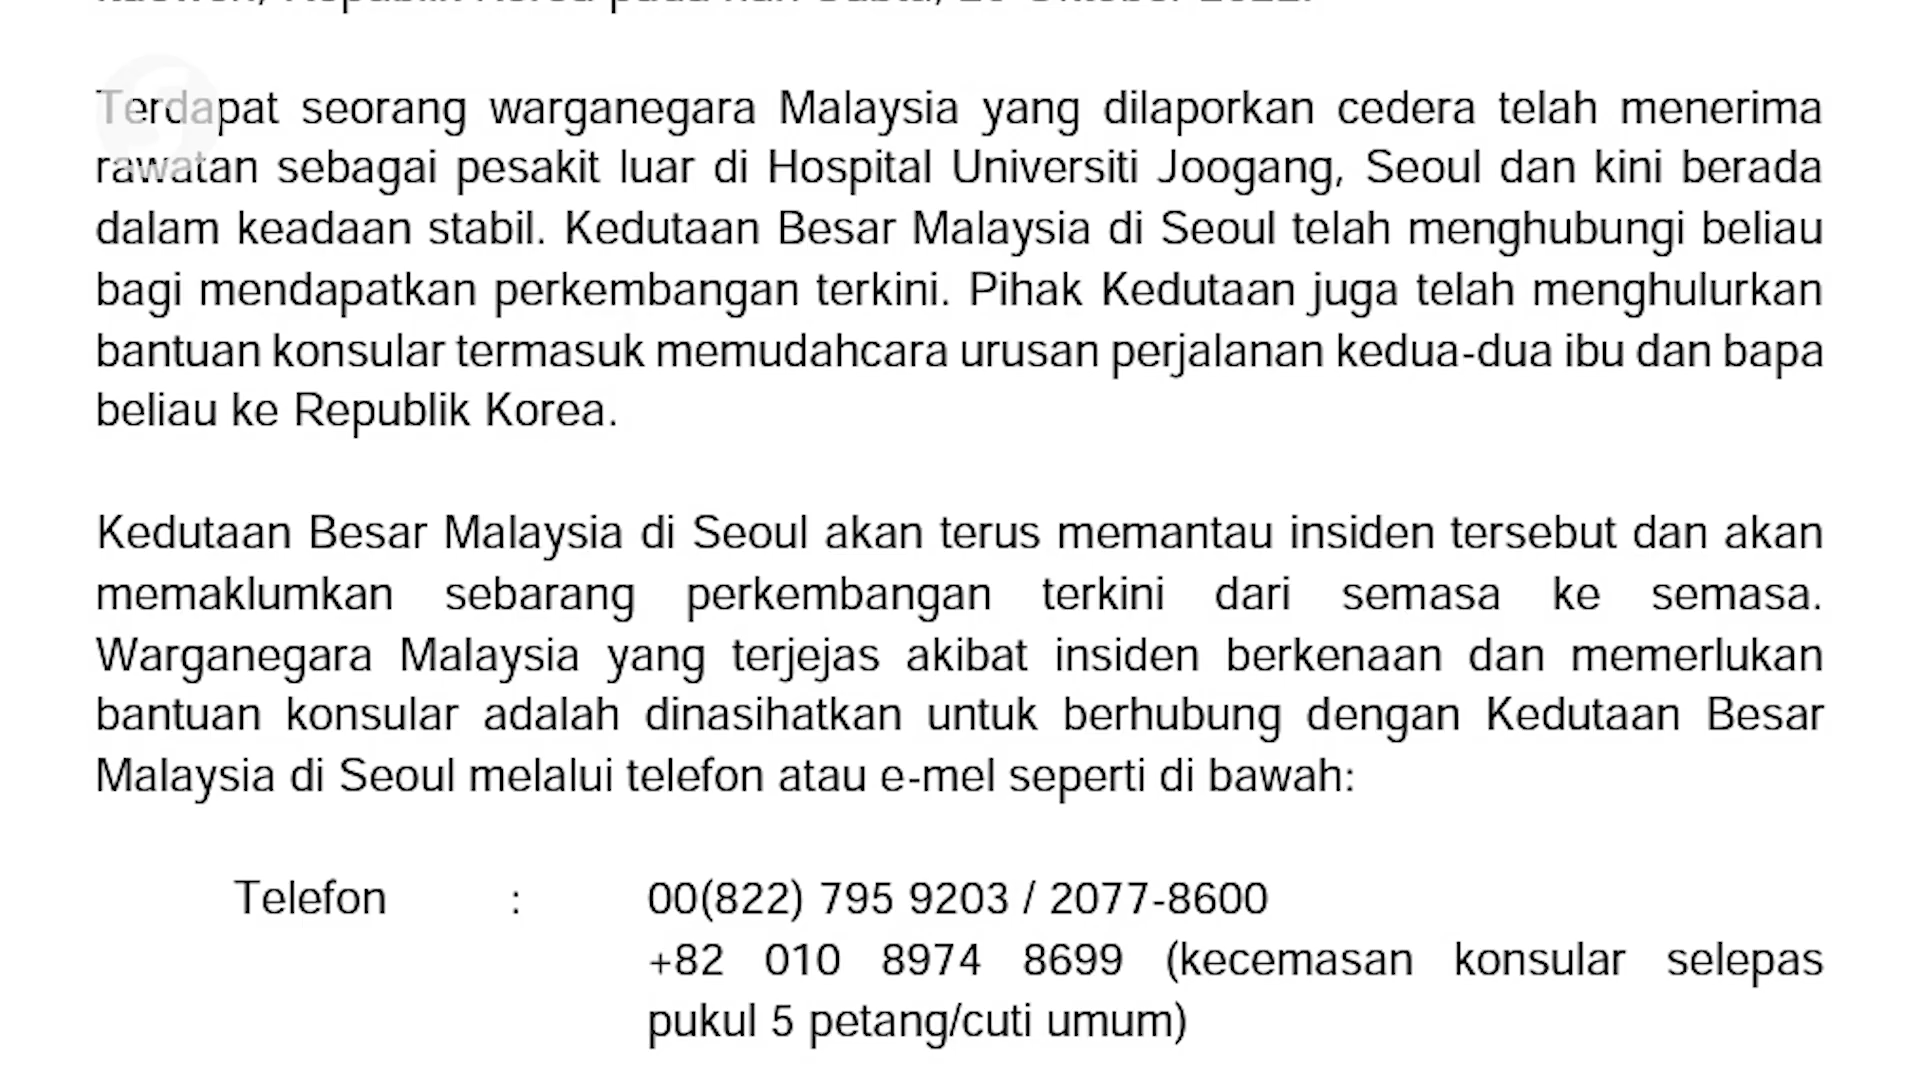 Terdapat seorang warganegara Malaysia yang dilaporkan cedera telah menerima
rawatan sebagai pesakit luar di Hospital Universiti Joogang, Seoul dan kini berada
dalam keadaan stabil. Kedutaan Besar Malaysia di Seoul telah menghubungi beliau
bagi mendapatkan perkembangan terkini. Pihak Kedutaan juga telah menghulurkan
bantuan konsular termasuk memudahcara urusan perjalanan kedua-dua ibu dan bapa
beliau ke Republik Korea.
Kedutaan Besar Malaysia di Seoul akan terus memantau insiden tersebut dan akan
memaklumkan sebarang perkembangan terkini dari semasa ke semasa.
Warganegara Malaysia yang terjejas akibat insiden berkenaan dan memerlukan
bantuan konsular adalah dinasihatkan untuk berhubung dengan Kedutaan Besar
Malaysia di Seoul melalui telefon atau e-mel seperti di bawah:
Telefon : 00(822) 795 9203 / 2077-8600
+82 010 8974 8699 (kecemasan konsular selepas
pukul 5 petang/cuti umum)